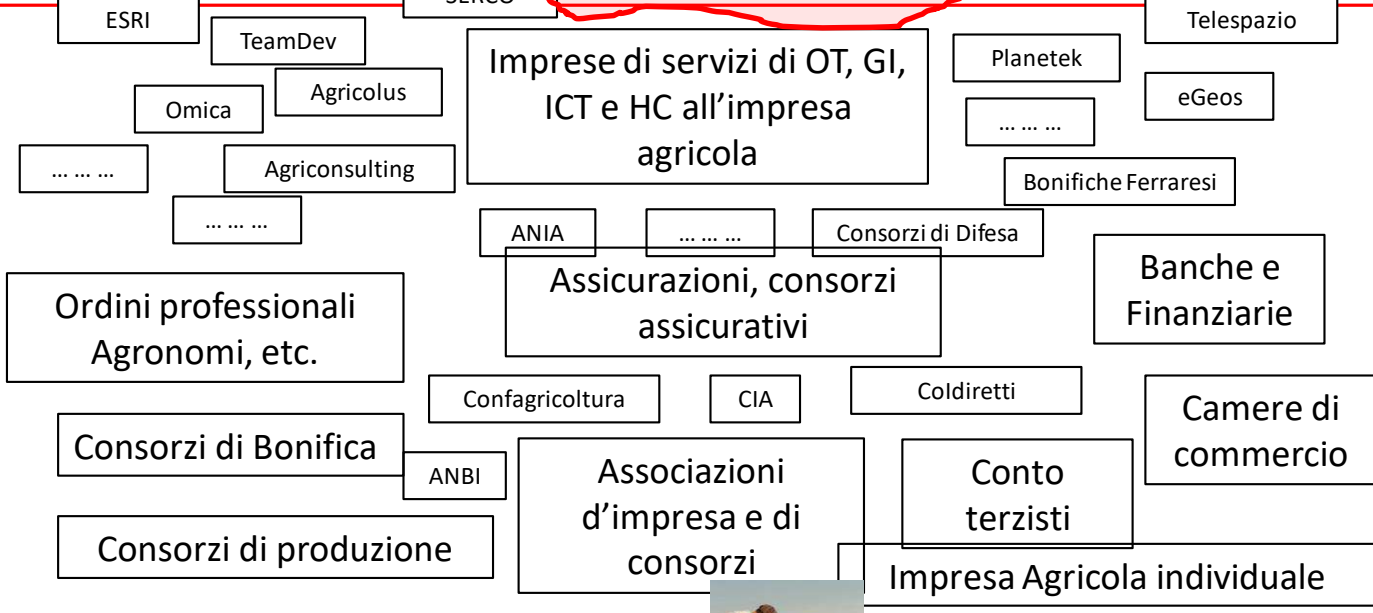 ESRI
Telespazio
TeamDev
Imprese di servizi di OT, GI,
ICT e HC all’impresa
agricola
Planetek
Agricolus
eGeos
Omica
… … …
… … …
Agriconsulting
Bonifiche Ferraresi
… … …
ANIA
… … …
Consorzi di Difesa
Assicurazioni, consorzi
assicurativi
Banche e
Finanziarie
Ordini professionali
Agronomi, etc.
Confagricoltura
CIA
Coldiretti
Camere di
commercio
Consorzi di Bonifica
ANBI
Associazioni
d’impresa e di
consorzi
Conto
terzisti
Consorzi di produzione
Impresa Agricola individuale